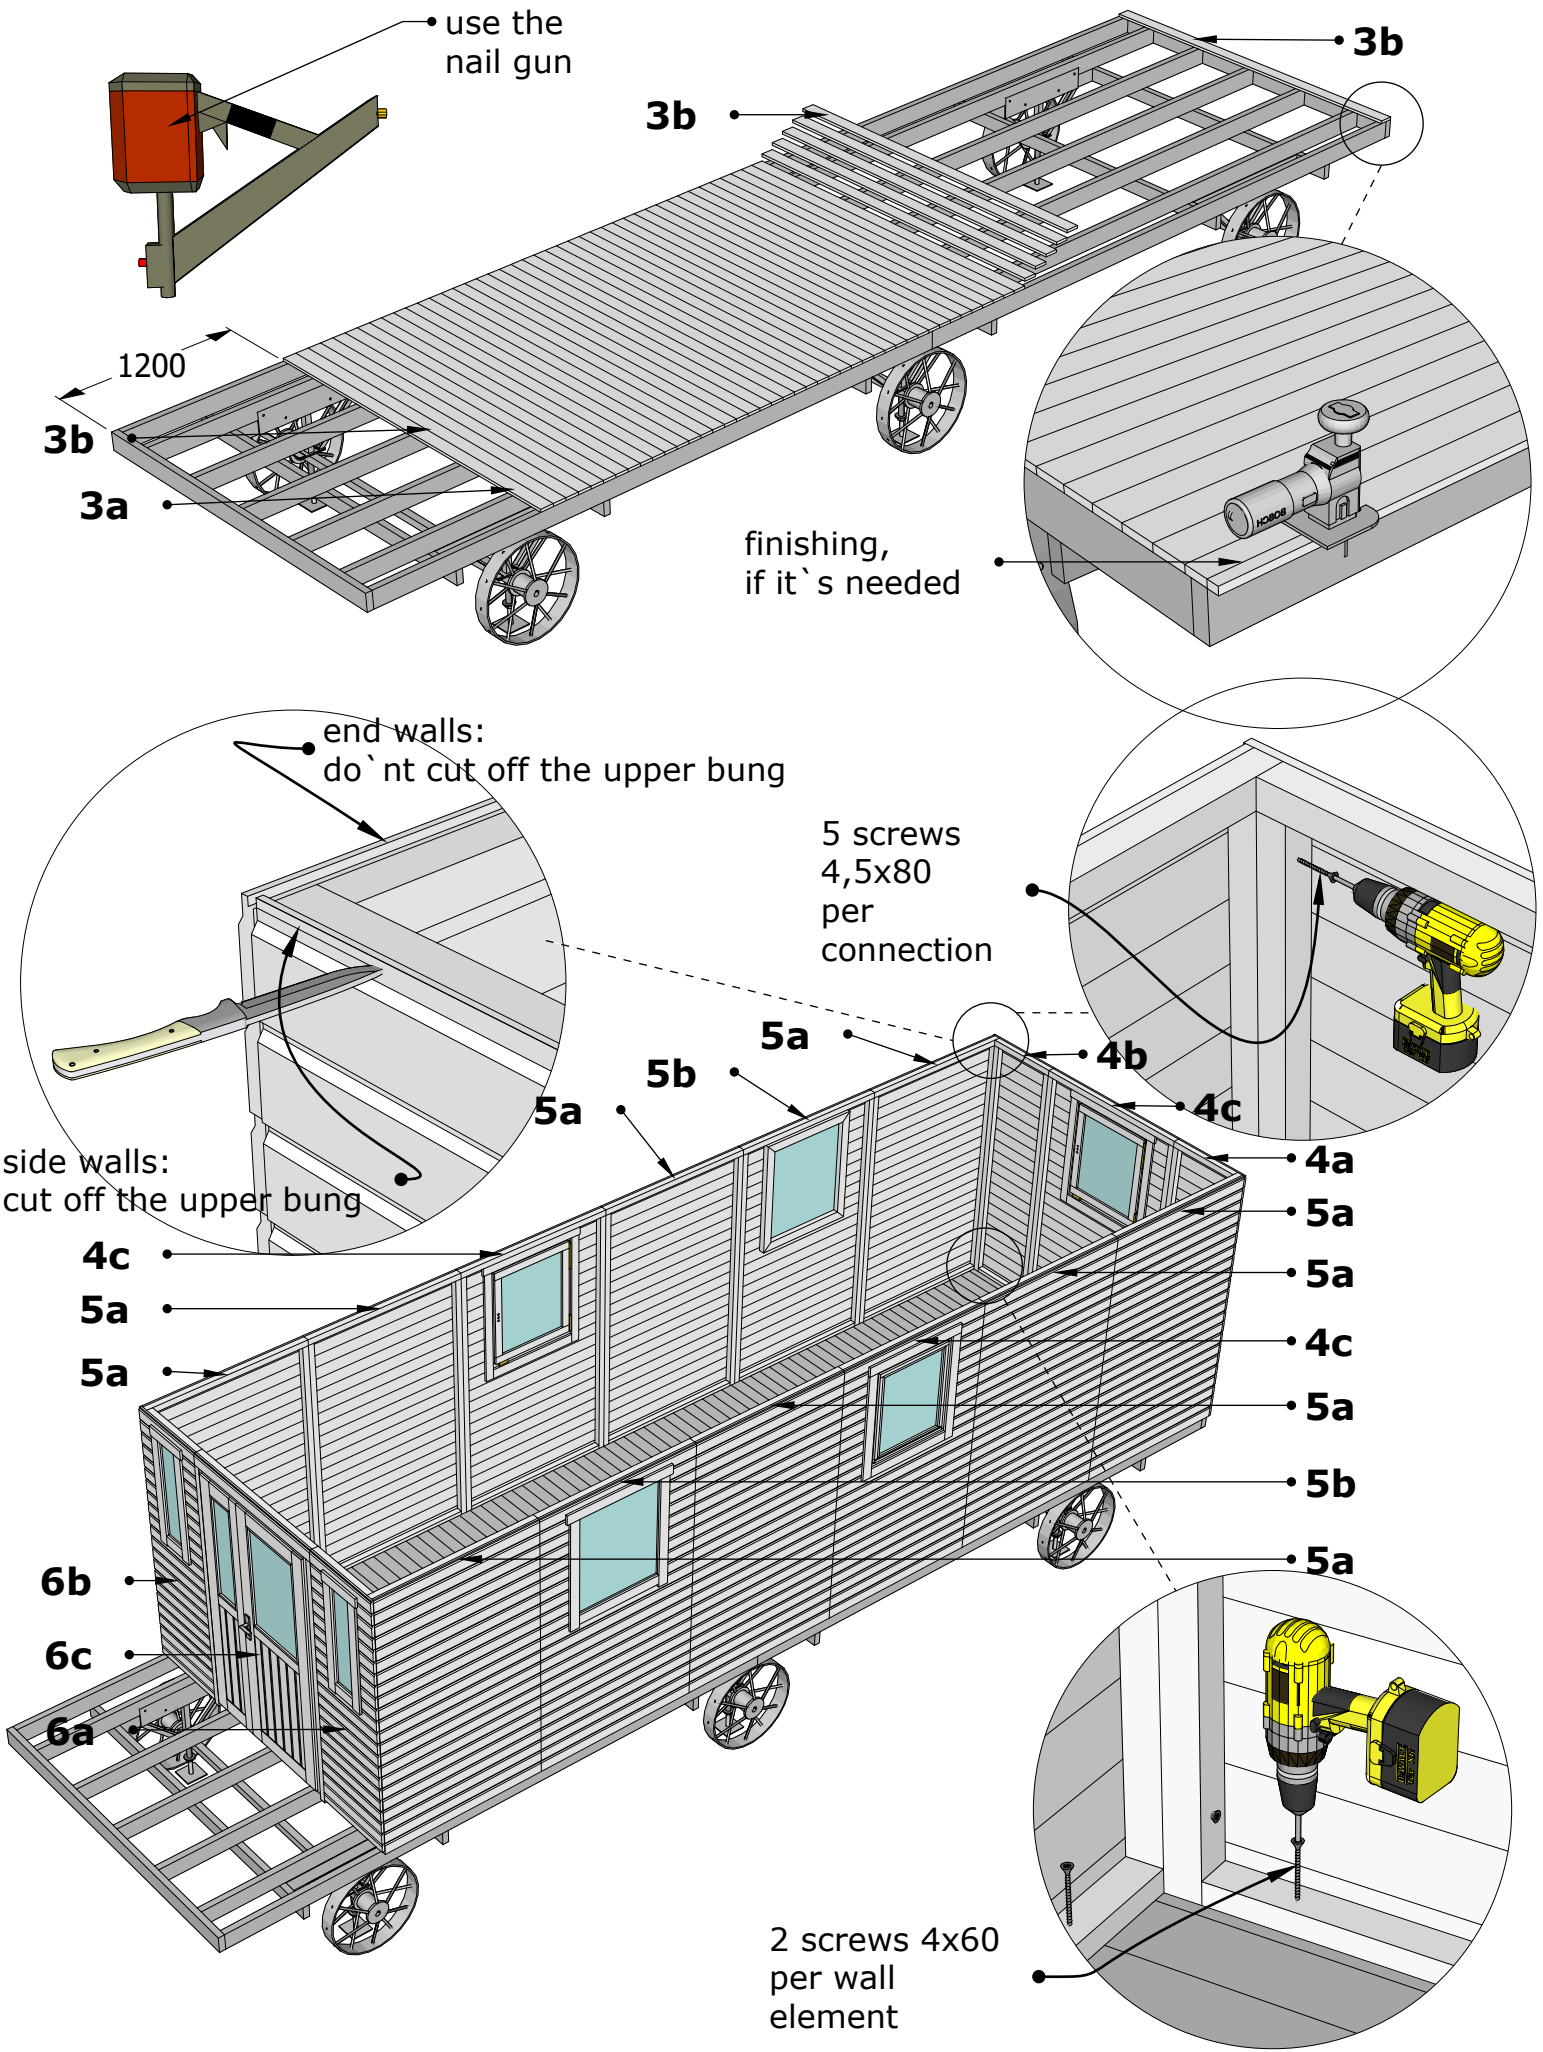 use the
nail gun
3b
3b
1200
3b
3a
finishing,
if it`s needed
BOSCH
end walls:
do`nt cut off the upper bung
5 screws
4,5x80
per
connection
5a
4b
5b
4c
5a
4a
side walls:
cut off the upper bung
5a
4c
5a
5a
4c
5a
5a
5b
5a
6b
6c
6a
2 screws 4x60
per wall
element